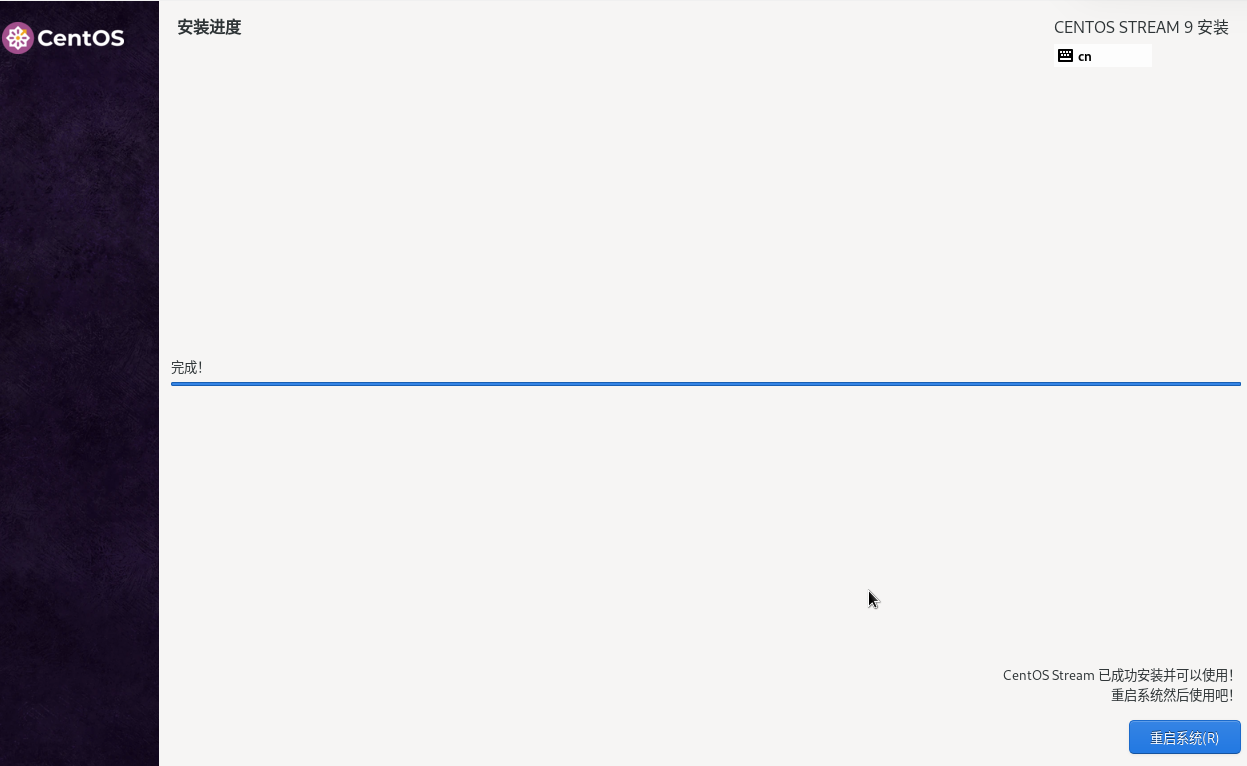 CentOS
安装进度
CENTOS STREAM 9 安装
cn
完成！
CentOS Stream 已成功安装并可以使用！
重启系统然后使用吧！
重启系统(R)